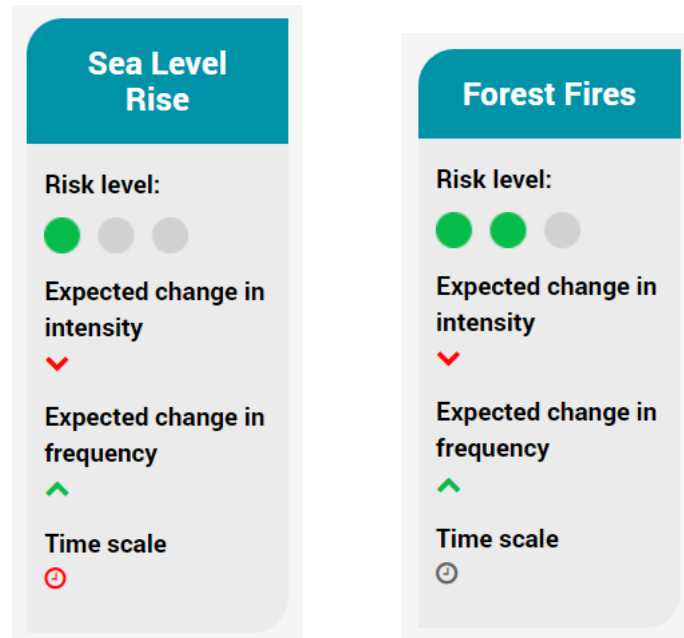 Sea Level
Rise
Risk level:
Expected change in
intensity
Expected change in
frequency
Time scale
Forest Fires
Risk level:
Expected change in
intensity
Expected change in
frequency
Time scale